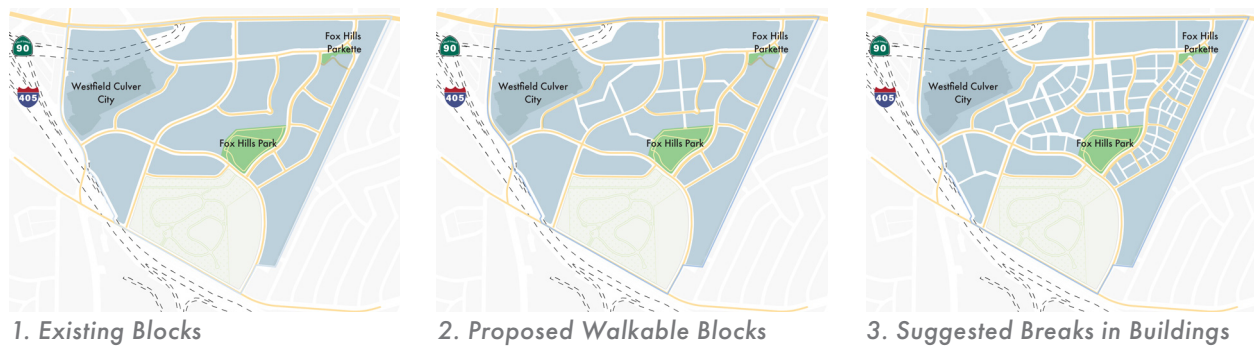 Fox Hills
Parkette
90
Westfield Culver
City
405
Fox Hills Park
1. Existing Blocks
Fox Hills
Parkette
90
Westfield Culver
City
405
Fox Hills Park
2. Proposed Walkable Blocks
Fox Hills
Parkette
90
Westfield Culver
City
405
Fox Hills Park
3. Suggested Breaks in Buildings